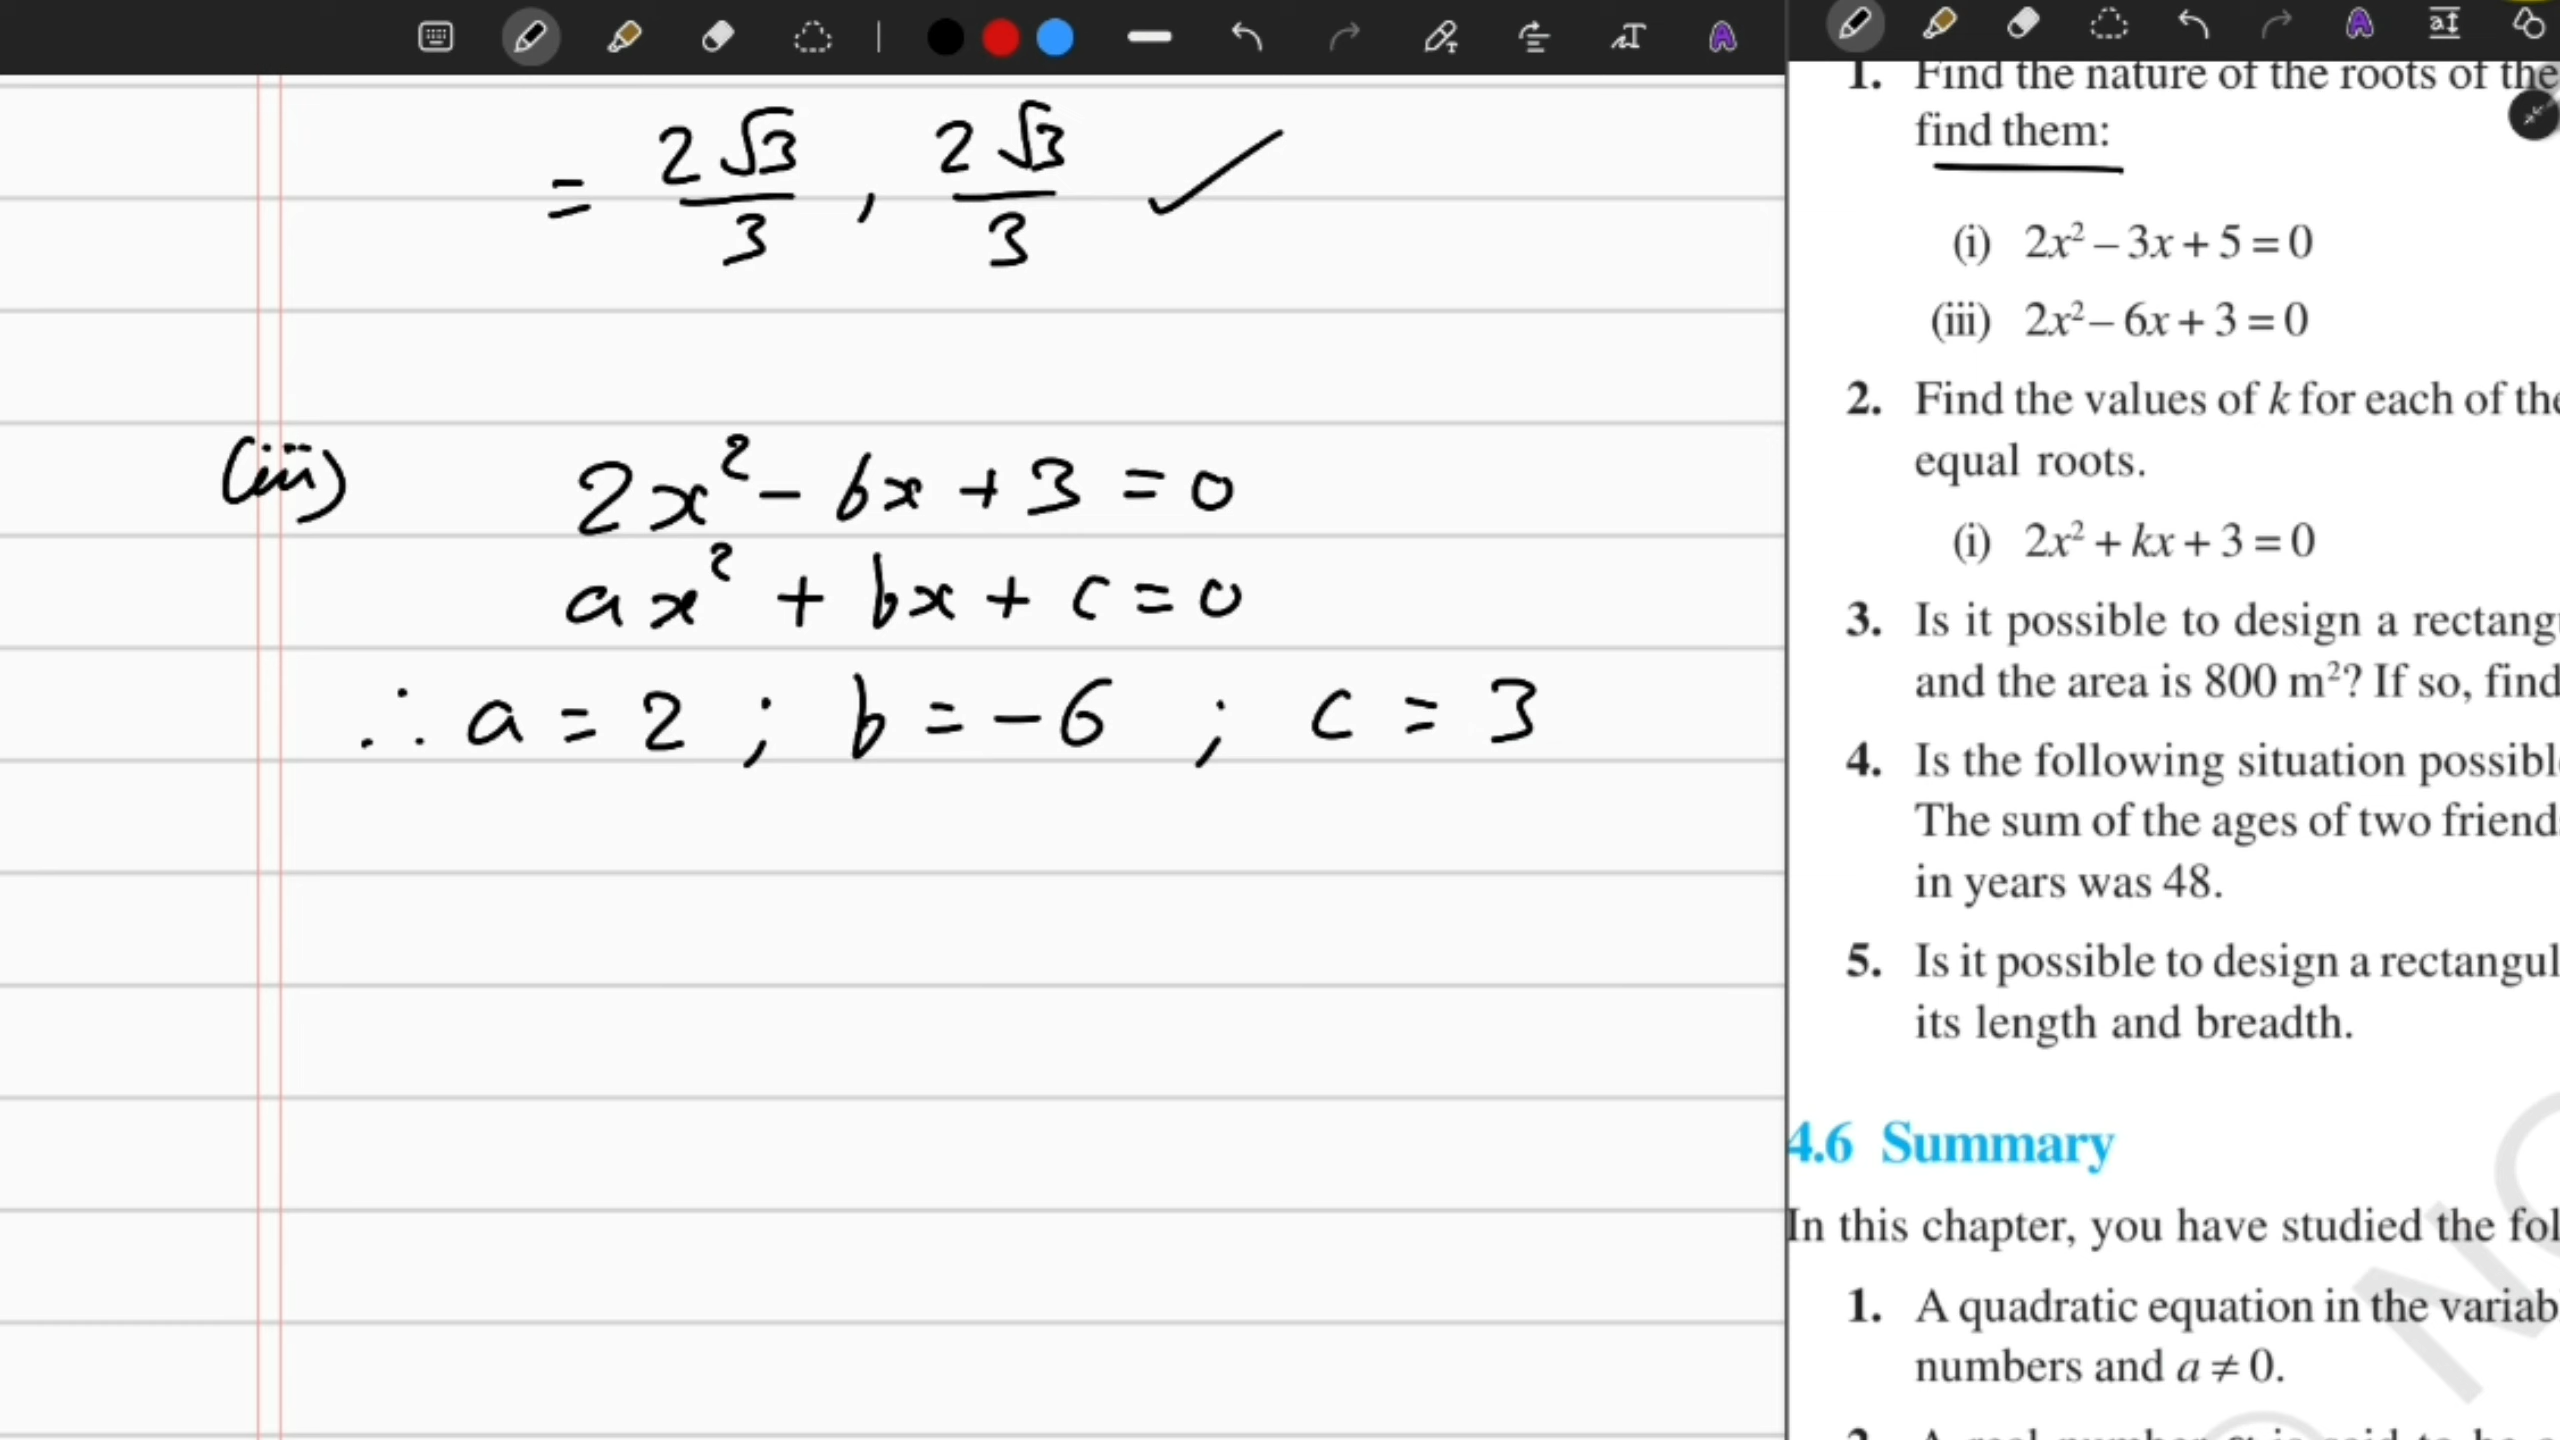 = 2√3/3 , 2√3/3 ✓
(iii) 2x² - 6x + 3 = 0
ax² + bx + c = 0
∴ a = 2 ; b = -6 ; c = 3
1. Find the nature of the roots of the
find them:
(i) 2x² – 3x + 5 = 0
(iii) 2x² – 6x + 3 = 0
2. Find the values of k for each of the
equal roots.
(i) 2x² + kx + 3 = 0
3. Is it possible to design a rectang
and the area is 800 m²? If so, find
4. Is the following situation possibl
The sum of the ages of two friend
in years was 48.
5. Is it possible to design a rectangul
its length and breadth.
4.6 Summary
In this chapter, you have studied the fol
1. A quadratic equation in the variab
numbers and a ≠ 0.